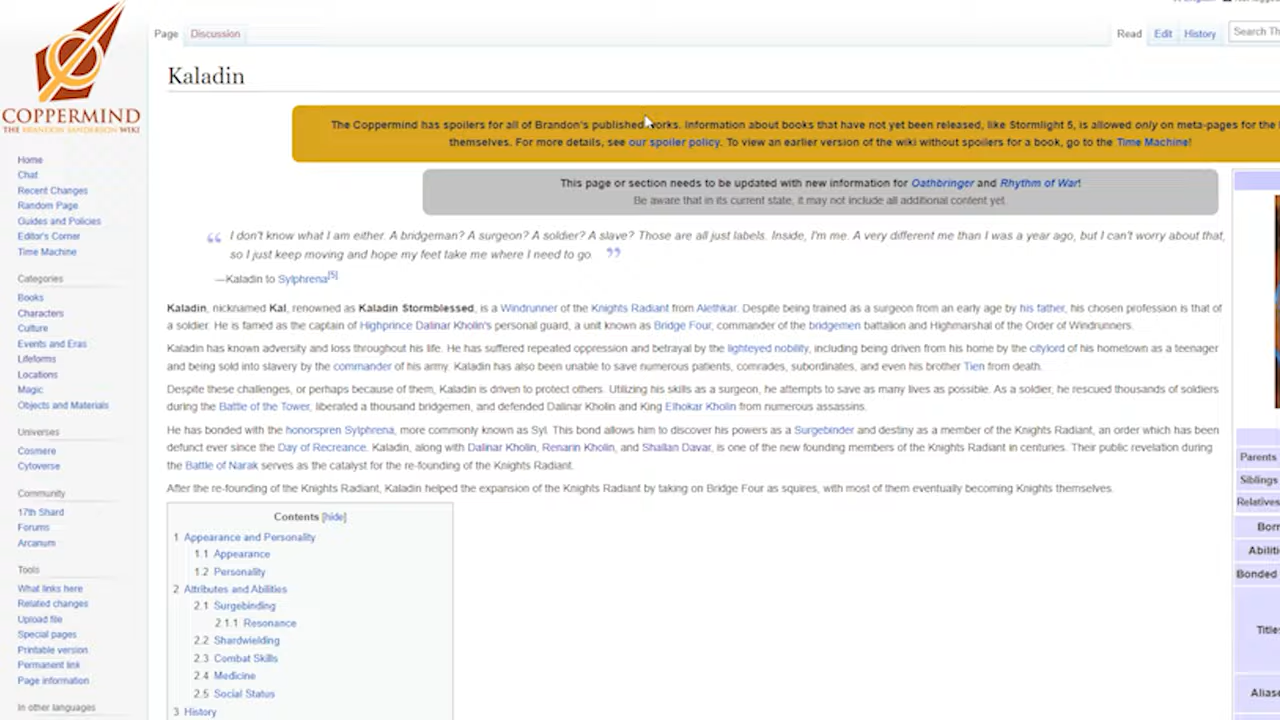 Page Discussion Read Edit History Search Th
COPPERMIND
THE BRANDON SANDERSON WIKI
Home
Chat
Recent Changes
Random Page
Guides and Policies
Editor's Corner
Time Machine
Categories
Books
Characters
Culture
Events and Eras
Lifeforms
Locations
Magic
Objects and Materials
Universes
Cosmere
Cytoverse
Community
17th Shard
Forums
Arcanum
Tools
What links here
Related changes
Upload file
Special pages
Printable version
Permanent link
Page information
In other languages
Kaladin
The Coppermind has spoilers for all of Brandon's published works. Information about books that have not yet been released, like Stormlight 5, is allowed only on meta-pages for the
themselves. For more details, see our spoiler policy. To view an earlier version of the wiki without spoilers for a book, go to the Time Machine!
This page or section needs to be updated with new information for Oathbringer and Rhythm of War!
Be aware that in its current state, it may not include all additional content yet.
“ I don't know what I am either. A bridgeman? A surgeon? A soldier? A slave? Those are all just labels. Inside, I'm me. A very different me than I was a year ago, but I can't worry about that,
so I just keep moving and hope my feet take me where I need to go. ”
—Kaladin to Sylphrena[5]
Kaladin, nicknamed Kal, renowned as Kaladin Stormblessed, is a Windrunner of the Knights Radiant from Alethkar. Despite being trained as a surgeon from an early age by his father, his chosen profession is that of
a soldier. He is famed as the captain of Highprince Dalinar Kholin's personal guard, a unit known as Bridge Four, commander of the bridgemen battalion and Highmarshal of the Order of Windrunners.
Kaladin has known adversity and loss throughout his life. He has suffered repeated oppression and betrayal by the lighteyed nobility, including being driven from his home by the citylord of his hometown as a teenager
and being sold into slavery by the commander of his army. Kaladin has also been unable to save numerous patients, comrades, subordinates, and even his brother Tien from death.
Despite these challenges, or perhaps because of them, Kaladin is driven to protect others. Utilizing his skills as a surgeon, he attempts to save as many lives as possible. As a soldier, he rescued thousands of soldiers
during the Battle of the Tower, liberated a thousand bridgemen, and defended Dalinar Kholin and King Elhokar Kholin from numerous assassins.
He has bonded with the honorspren Sylphrena, more commonly known as Syl. This bond allows him to discover his powers as a Surgebinder and destiny as a member of the Knights Radiant, an order which has been
defunct ever since the Day of Recreance. Kaladin, along with Dalinar Kholin, Renarin Kholin, and Shallan Davar, is one of the new founding members of the Knights Radiant in centuries. Their public revelation during
the Battle of Narak serves as the catalyst for the re-founding of the Knights Radiant.
After the re-founding of the Knights Radiant, Kaladin helped the expansion of the Knights Radiant by taking on Bridge Four as squires, with most of them eventually becoming Knights themselves.
Contents [hide]
1 Appearance and Personality
1.1 Appearance
1.2 Personality
2 Attributes and Abilities
2.1 Surgebinding
2.1.1 Resonance
2.2 Shardwielding
2.3 Combat Skills
2.4 Medicine
2.5 Social Status
3 History
Parents
Siblings
Relatives
Born
Abiliti
Bonded
Titles
Aliase